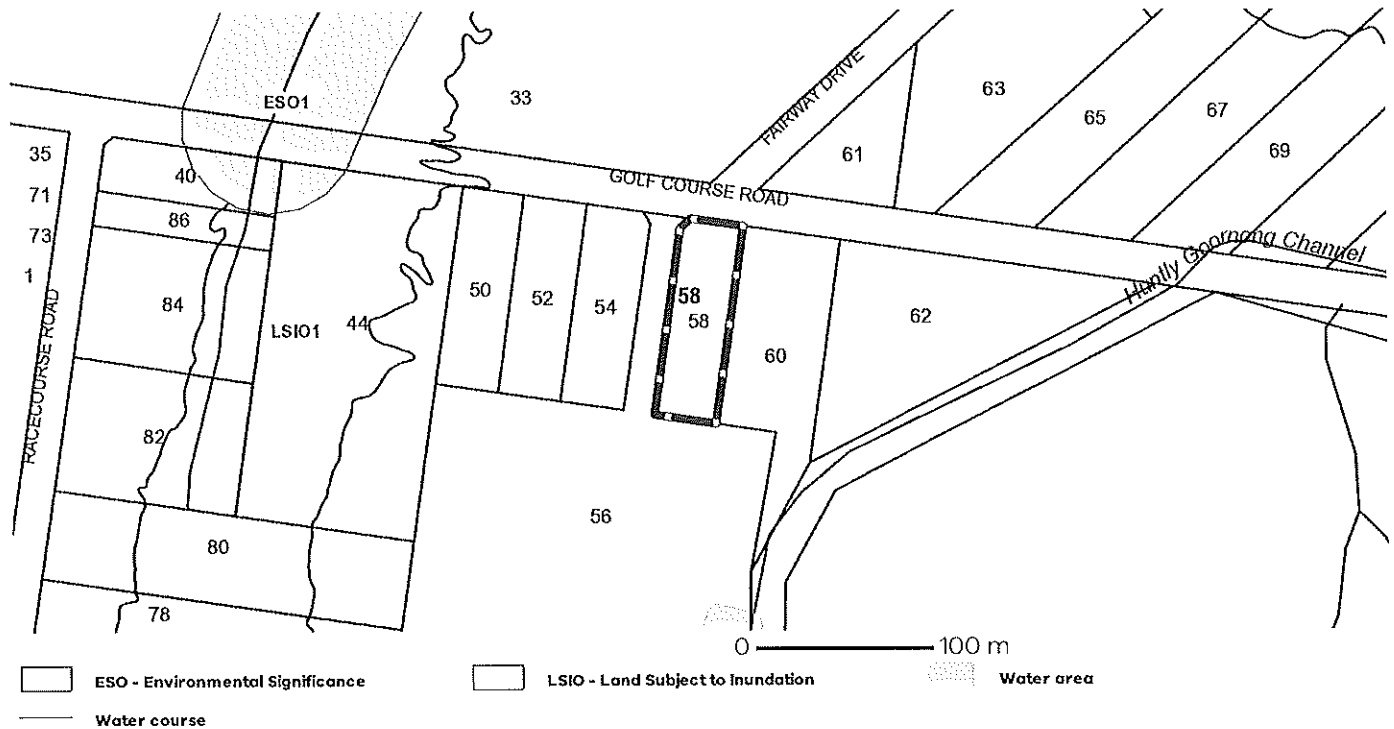 ESO1
33
FAIRWAY DRIVE
63
65
67
69
61
35
40
71
86
73
1
84
LSIO1
44
50
52
54
58
58
60
62
GOLF COURSE ROAD
Huntly Goornong Channel
RACECOURSE ROAD
82
56
80
78
0 100 m
ESO - Environmental Significance
LSIO - Land Subject to Inundation
Water area
Water course